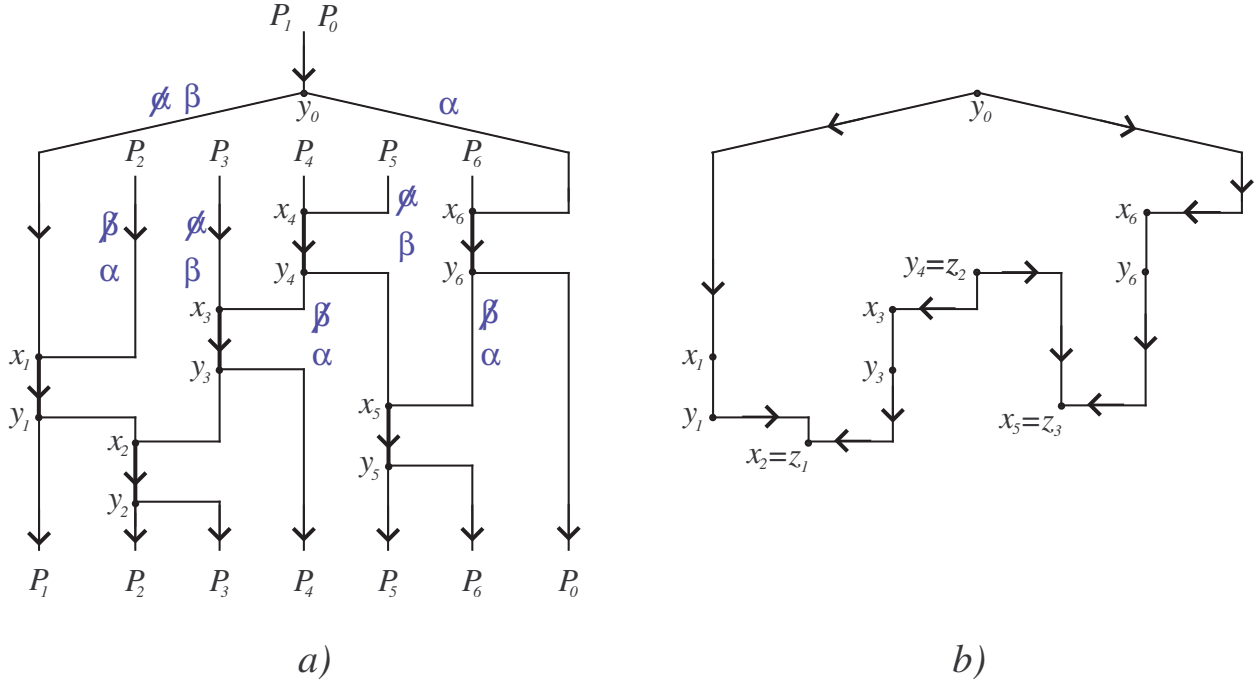 P₁ P₀
α̸ β
α
y₀
y₀
P₂ P₃ P₄ P₅ P₆
α̸
x₄
x₆
x₆
β̸
α̸
β
y₄
y₆
y₄=z₂
y₆
α
β
x₃
β̸
β̸
x₃
x₁
y₃
α
α
x₁
y₃
y₁
x₅
y₁
x₅=z₃
x₂
y₅
x₂=z₁
y₂
P₁ P₂ P₃ P₄ P₅ P₆ P₀
a)
b)